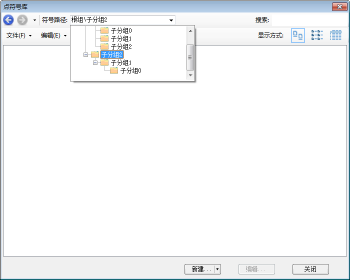 点符号库
符号路径: 根组\子分组2
搜索:
文件(F) 编辑(E)
显示方式:
子分组0
子分组1
子分组2
子分组2
子分组1
子分组0
新建... 编辑... 关闭